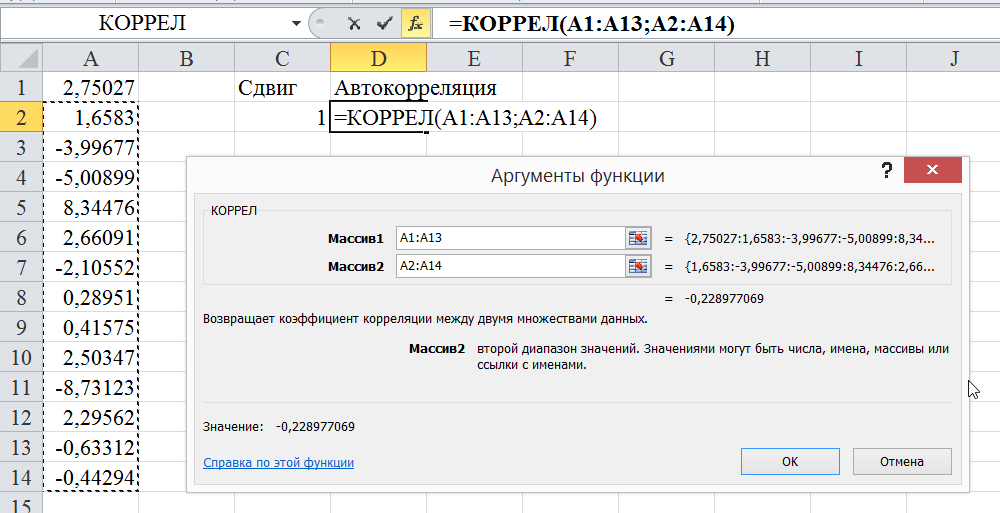 КОРРЕЛ =КОРРЕЛ(A1:A13;A2:A14)
A B C D E F G H I J
1 2,75027 Сдвиг Автокорреляция
2 1,6583 1 =КОРРЕЛ(A1:A13;A2:A14)
3 -3,99677
4 -5,00899
5 8,34476
6 2,66091
7 -2,10552
8 0,28951
9 0,41575
10 2,50347
11 -8,73123
12 2,29562
13 -0,63312
14 -0,44294
15
Аргументы функции ?
КОРРЕЛ
Массив1 A1:A13 = {2,75027:1,6583:-3,99677:-5,00899:8,34...
Массив2 A2:A14 = {1,6583:-3,99677:-5,00899:8,34476:2,66...
= -0,228977069
Возвращает коэффициент корреляции между двумя множествами данных.
Массив2 второй диапазон значений. Значениями могут быть числа, имена, массивы или
ссылки с именами.
Значение: -0,228977069
Справка по этой функции OK Отмена